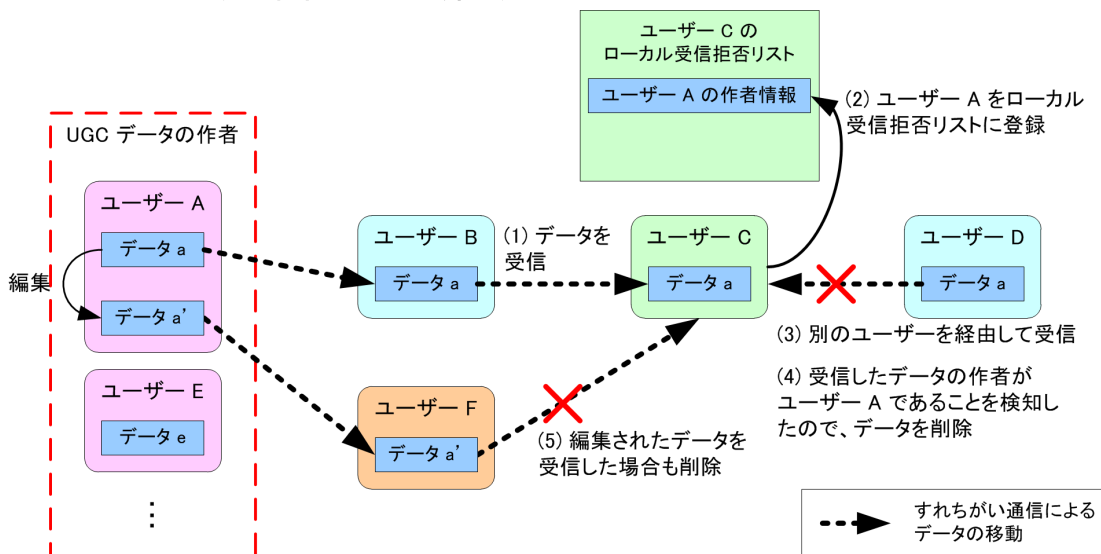 ユーザー C の
ローカル受信拒否リスト
ユーザー A の作者情報
(2) ユーザー A をローカル
受信拒否リストに登録
UGC データの作者
ユーザー A
データ a
編集
データ a’
ユーザー E
データ e
⋮
ユーザー B
データ a
(1) データを
受信
ユーザー C
データ a
ユーザー D
データ a
(3) 別のユーザーを経由して受信
(4) 受信したデータの作者が
ユーザー A であることを検知し
たので、データを削除
ユーザー F
データ a’
(5) 編集されたデータを
受信した場合も削除
すれちがい通信による
データの移動